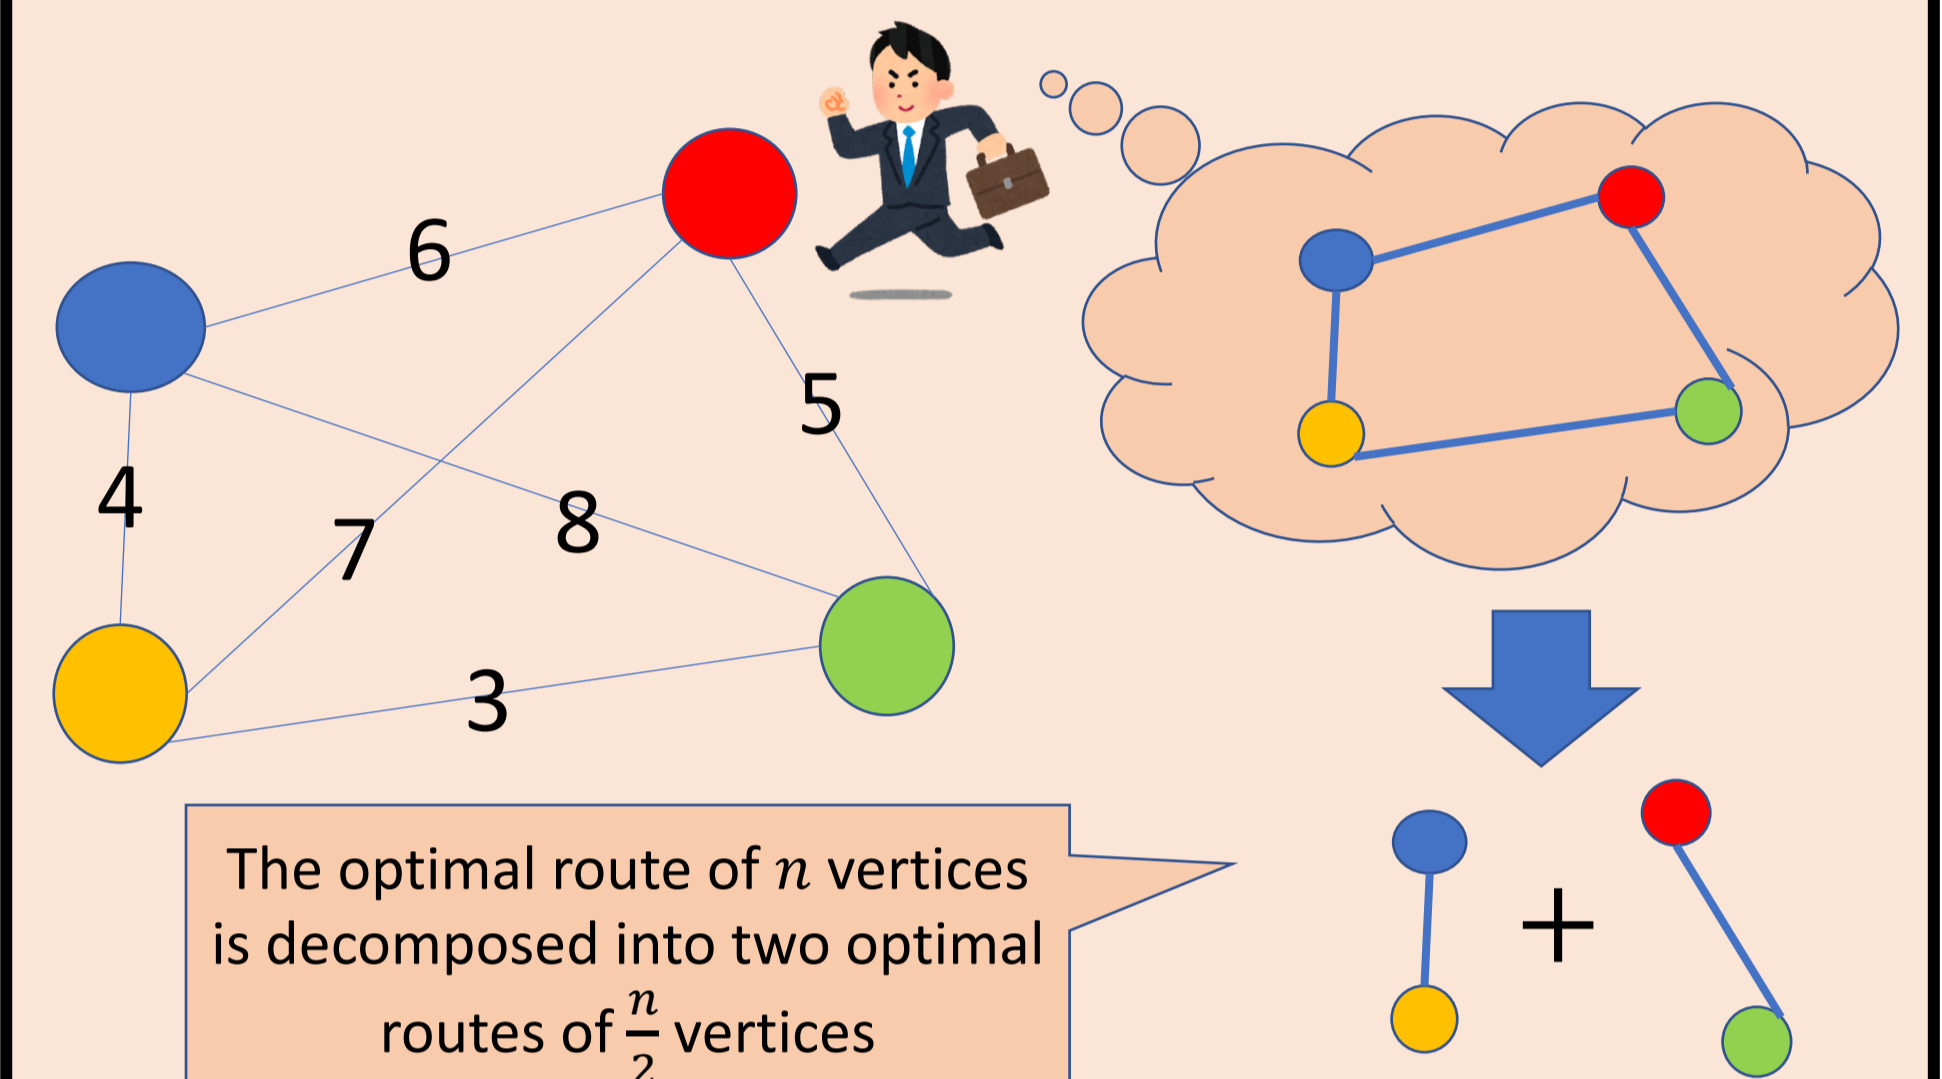 6
5
4
7
8
3
The optimal route of n vertices
is decomposed into two optimal
routes of n/2 vertices
+